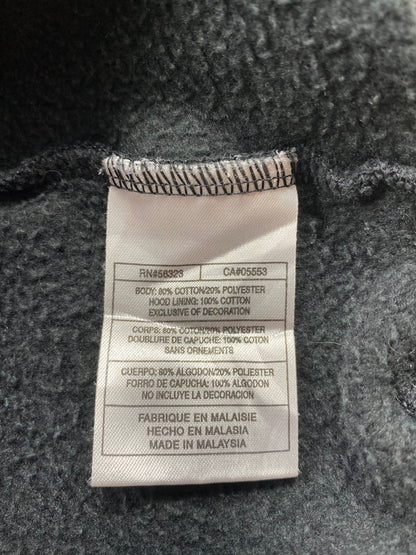 RN#56323 CA#05553
BODY: 80% COTTON/20% POLYESTER
HOOD LINING: 100% COTTON
EXCLUSIVE OF DECORATION
CORPS: 80% COTON/20% POLYESTER
DOUBLURE DE CAPUCHE: 100% COTON
SANS ORNEMENTS
CUERPO: 80% ALGODON/20% POLIESTER
FORRO DE CAPUCHA: 100% ALGODON
NO INCLUYE LA DECORACION
FABRIQUE EN MALAISIE
HECHO EN MALASIA
MADE IN MALAYSIA